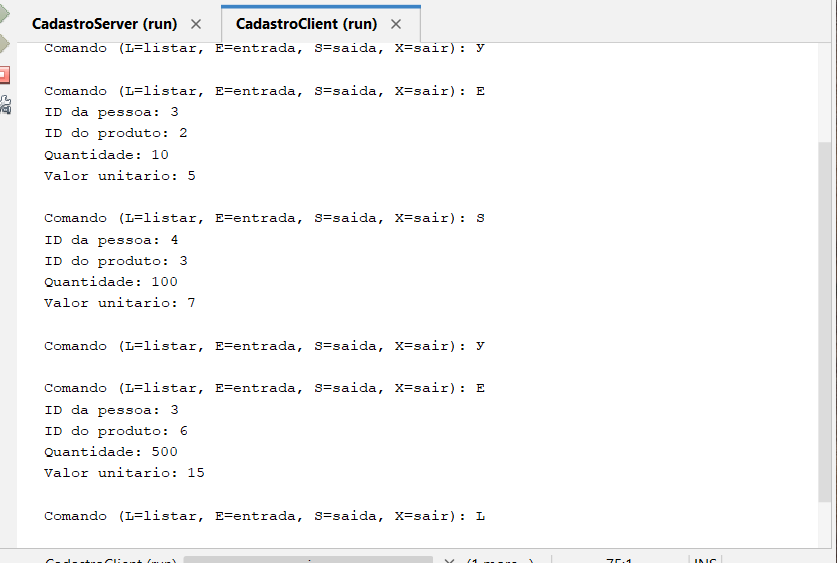 CadastroServer (run) × CadastroClient (run) ×
Comando (L=listar, E=entrada, S=saida, X=sair): y
Comando (L=listar, E=entrada, S=saida, X=sair): E
ID da pessoa: 3
ID do produto: 2
Quantidade: 10
Valor unitario: 5
Comando (L=listar, E=entrada, S=saida, X=sair): S
ID da pessoa: 4
ID do produto: 3
Quantidade: 100
Valor unitario: 7
Comando (L=listar, E=entrada, S=saida, X=sair): y
Comando (L=listar, E=entrada, S=saida, X=sair): E
ID da pessoa: 3
ID do produto: 6
Quantidade: 500
Valor unitario: 15
Comando (L=listar, E=entrada, S=saida, X=sair): L
CadastroClient (run) (1 more...) 75:1 INS